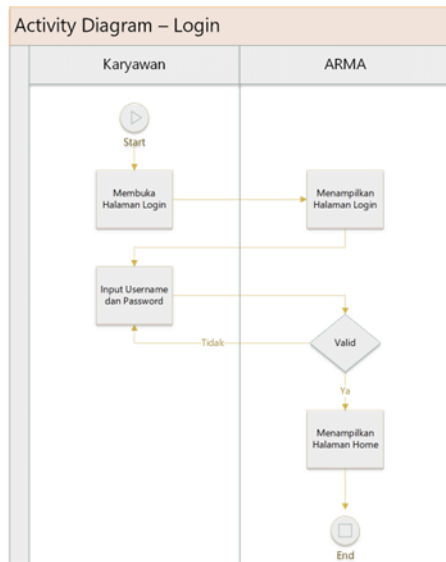 Activity Diagram – Login
Karyawan
ARMA
Start
Membuka
Halaman Login
Menampilkan
Halaman Login
Input Username
dan Password
Valid
Tidak
Ya
Menampilkan
Halaman Home
End